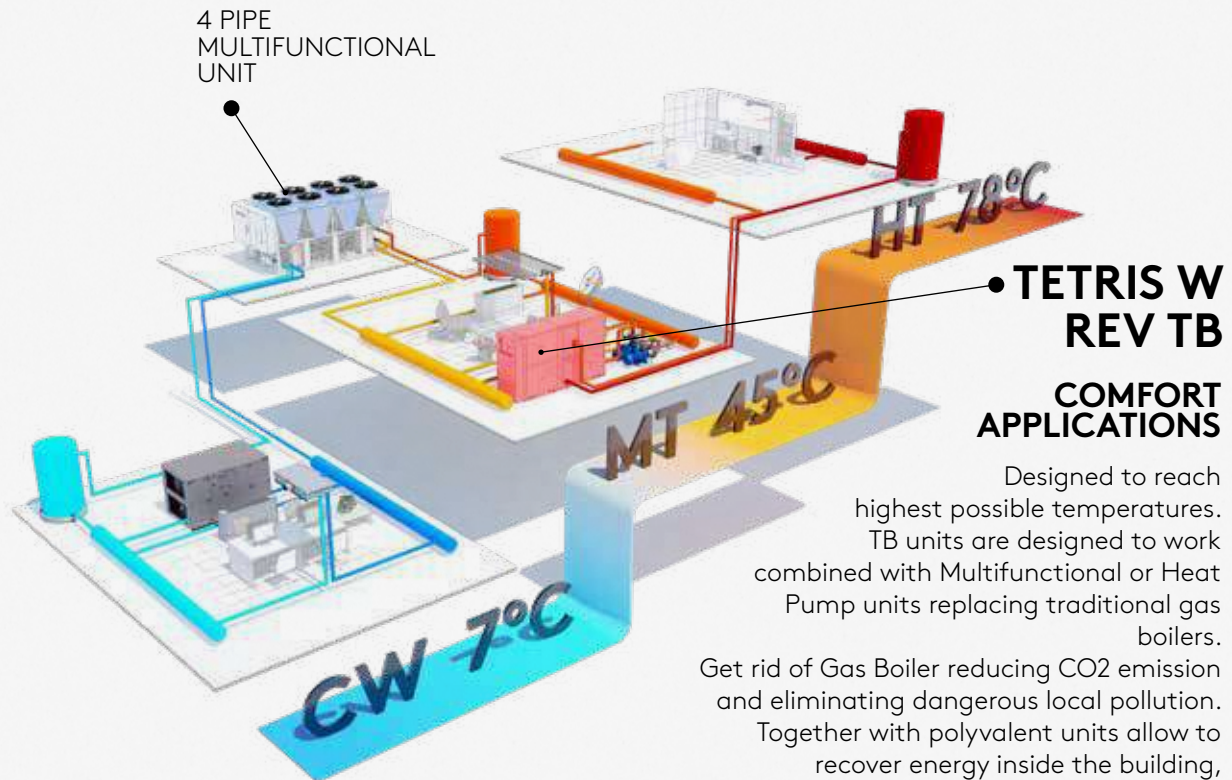 4 PIPE
MULTIFUNCTIONAL
UNIT
HT 78°C
TETRIS W
REV TB
MT 45°C
COMFORT
APPLICATIONS
Designed to reach
highest possible temperatures.
TB units are designed to work
combined with Multifunctional or Heat
Pump units replacing traditional gas
boilers.
Get rid of Gas Boiler reducing CO2 emission
and eliminating dangerous local pollution.
Together with polyvalent units allow to
recover energy inside the building,
CW 7°C